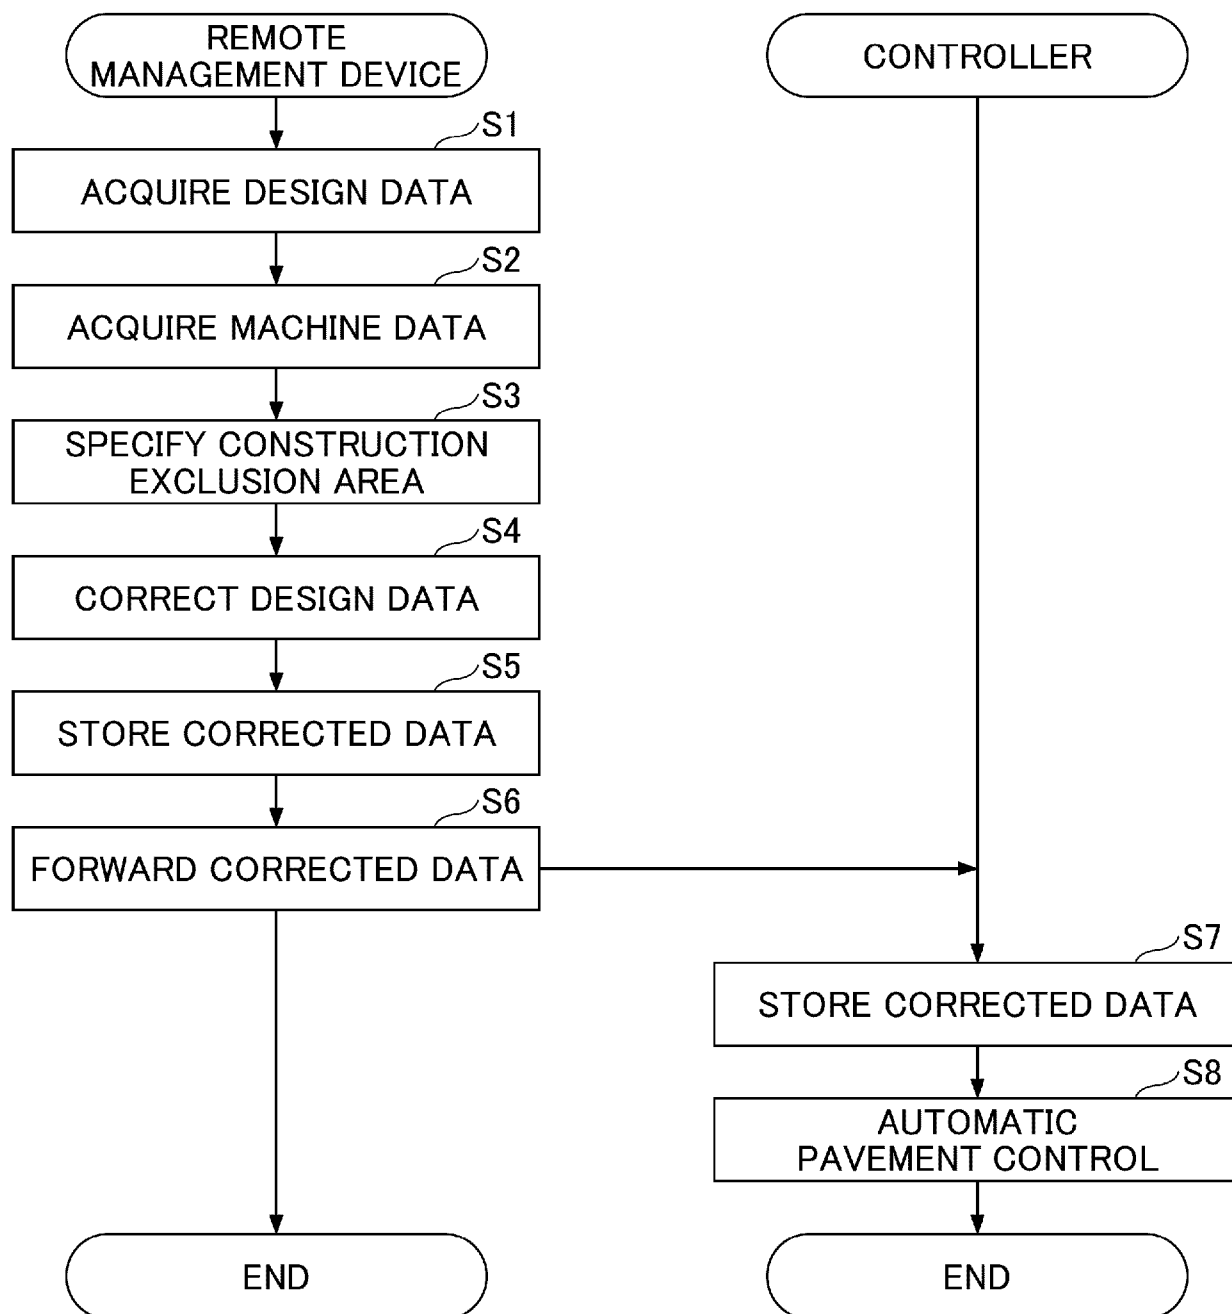 REMOTE
MANAGEMENT DEVICE
CONTROLLER
S1
ACQUIRE DESIGN DATA
S2
ACQUIRE MACHINE DATA
S3
SPECIFY CONSTRUCTION
EXCLUSION AREA
S4
CORRECT DESIGN DATA
S5
STORE CORRECTED DATA
S6
FORWARD CORRECTED DATA
S7
STORE CORRECTED DATA
S8
AUTOMATIC
PAVEMENT CONTROL
END
END